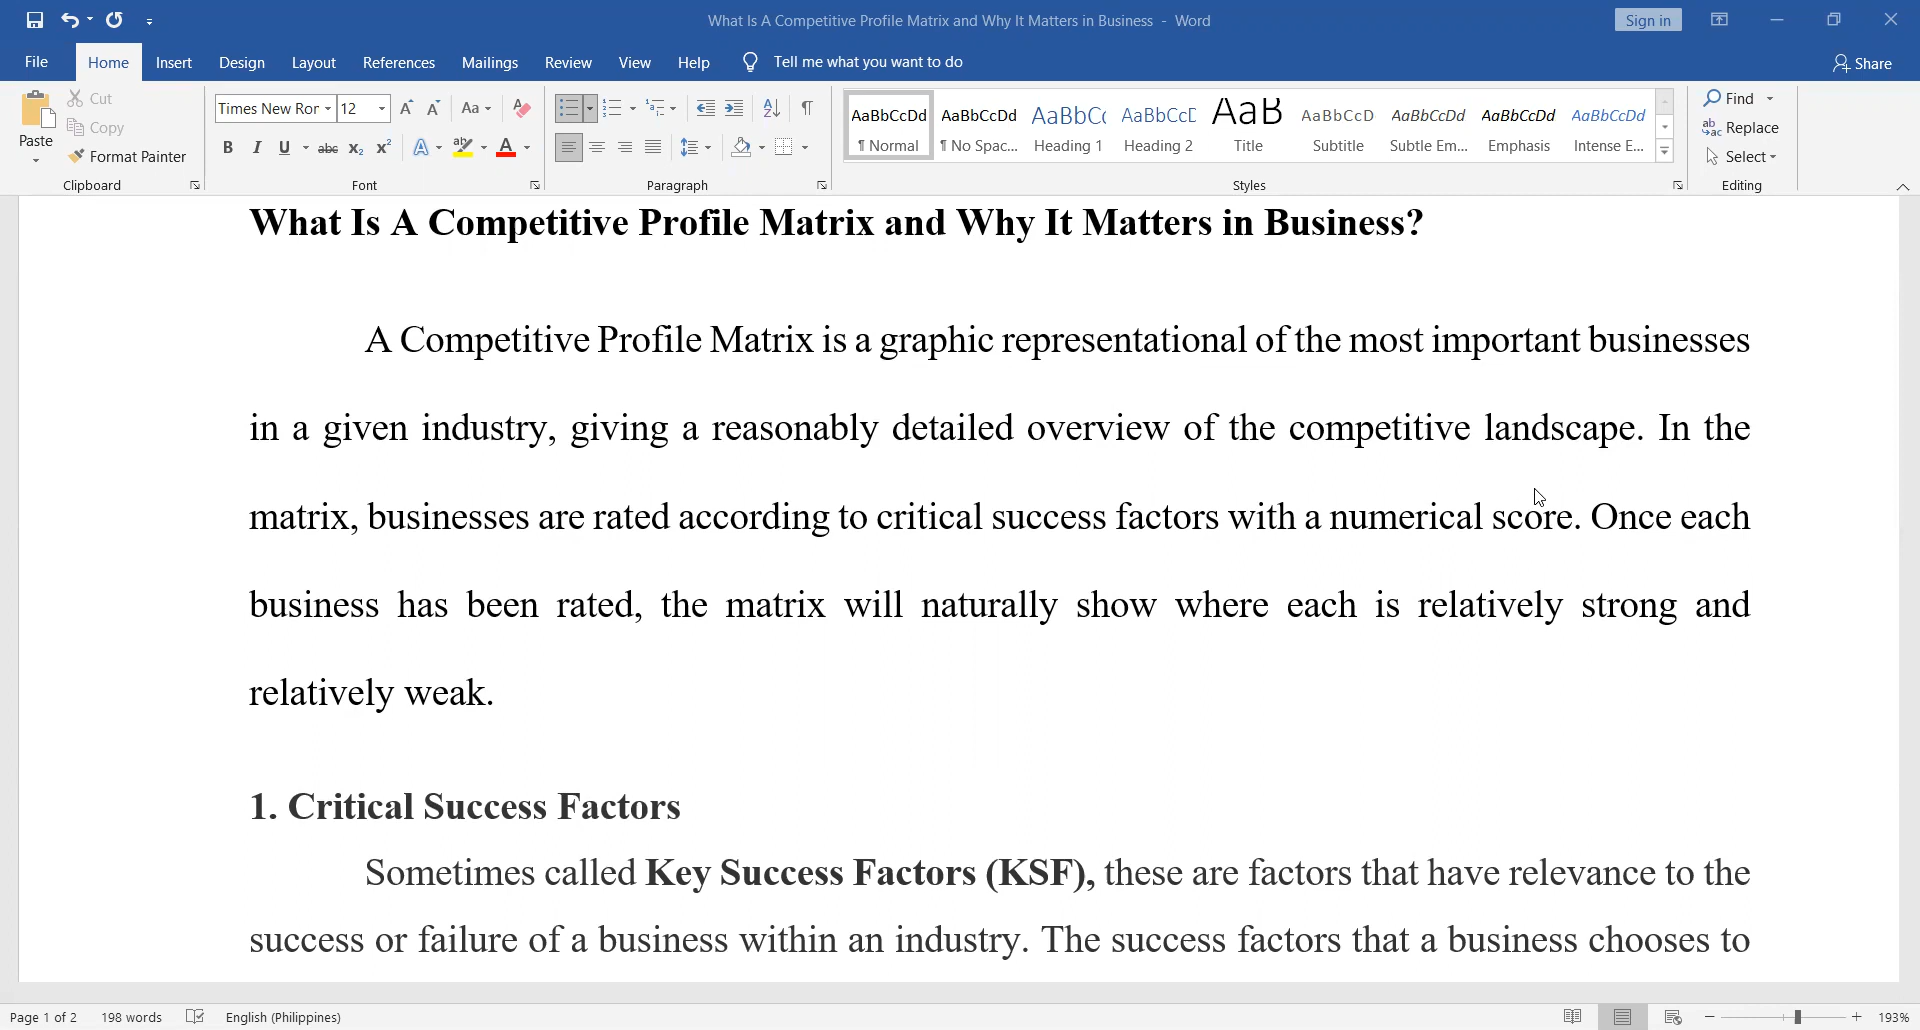 What Is A Competitive Profile Matrix and Why It Matters in Business - Word
Sign in
File Home Insert Design Layout References Mailings Review View Help Tell me what you want to do
Share
Paste
Cut
Copy
Format Painter
Clipboard
Times New Ror 12
Aa
B I U abc x₂ x² A ab A
Font
Paragraph
AaBbCcDd AaBbCcDd AaBbCc AaBbCcD AaB AaBbCcD AaBbCcDd AaBbCcDd AaBbCcDd
¶ Normal ¶ No Spac... Heading 1 Heading 2 Title Subtitle Subtle Em... Emphasis Intense E...
Styles
Find
Replace
Select
Editing
What Is A Competitive Profile Matrix and Why It Matters in Business?
A Competitive Profile Matrix is a graphic representational of the most important businesses
in a given industry, giving a reasonably detailed overview of the competitive landscape. In the
matrix, businesses are rated according to critical success factors with a numerical score. Once each
business has been rated, the matrix will naturally show where each is relatively strong and
relatively weak.
1. Critical Success Factors
Sometimes called Key Success Factors (KSF), these are factors that have relevance to the
success or failure of a business within an industry. The success factors that a business chooses to
Page 1 of 2 198 words English (Philippines) 193%